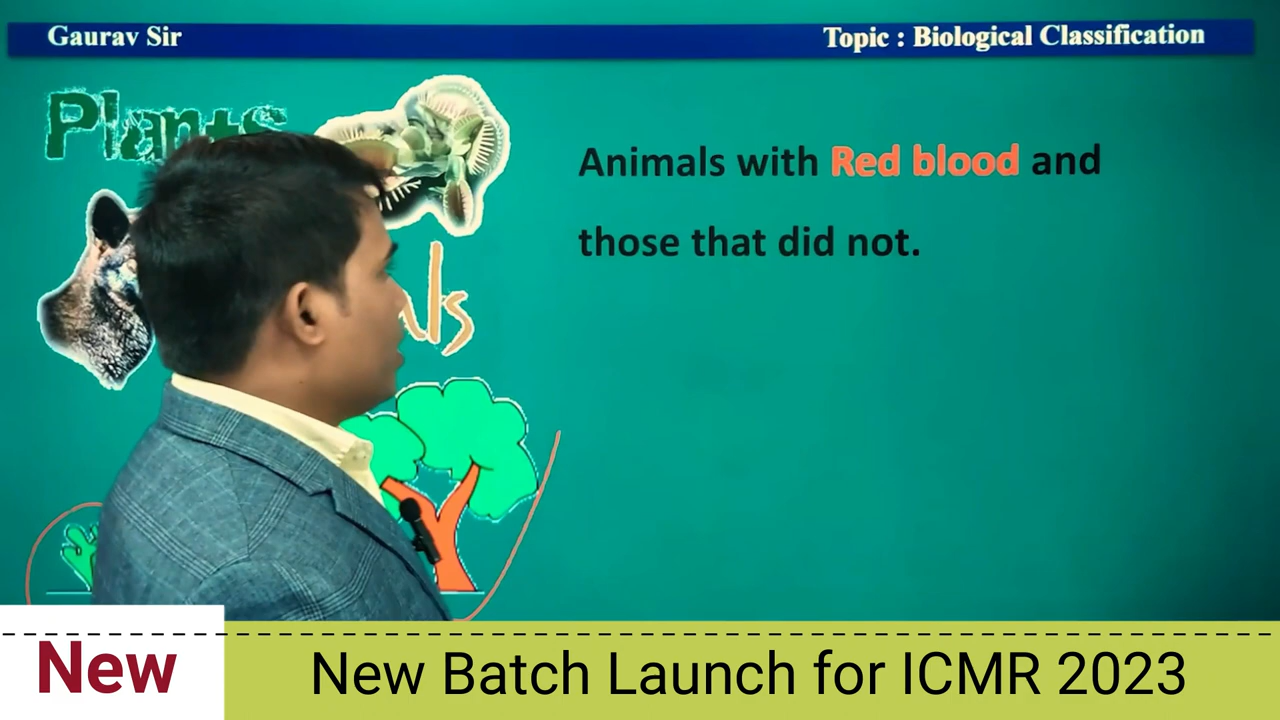 Gaurav Sir
Topic : Biological Classification
Plants
Animals with Red blood and
those that did not.
New
New Batch Launch for ICMR 2023